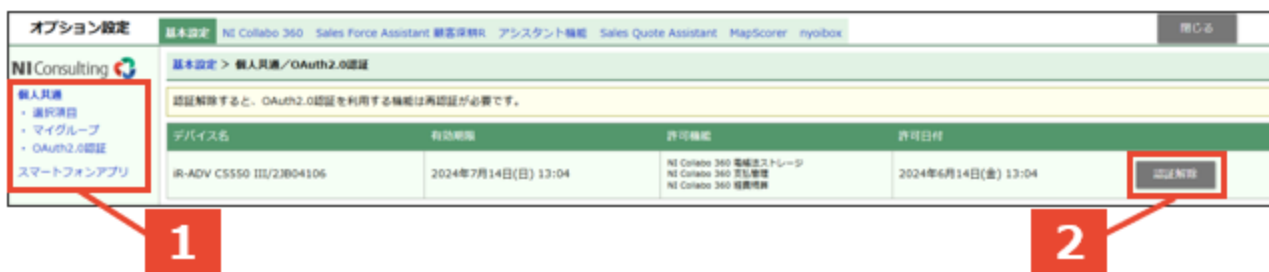 オプション設定
基本設定 NI Collabo 360 Sales Force Assistant 顧客深耕R アシスタント機能 Sales Quote Assistant MapScorer nyoibox
閉じる
NI Consulting
基本設定 > 個人共通/OAuth2.0認証
個人共通
・ 選択項目
・ マイグループ
・ OAuth2.0認証
スマートフォンアプリ
認証解除すると、OAuth2.0認証を利用する機能は再認証が必要です。
デバイス名 有効期限 許可機能 許可日付
iR-ADV C5550 III/2JB04106 2024年7月14日(日) 13:04
NI Collabo 360 電帳法ストレージ
NI Collabo 360 支払管理
NI Collabo 360 経費精算
2024年6月14日(金) 13:04 認証解除
1
2